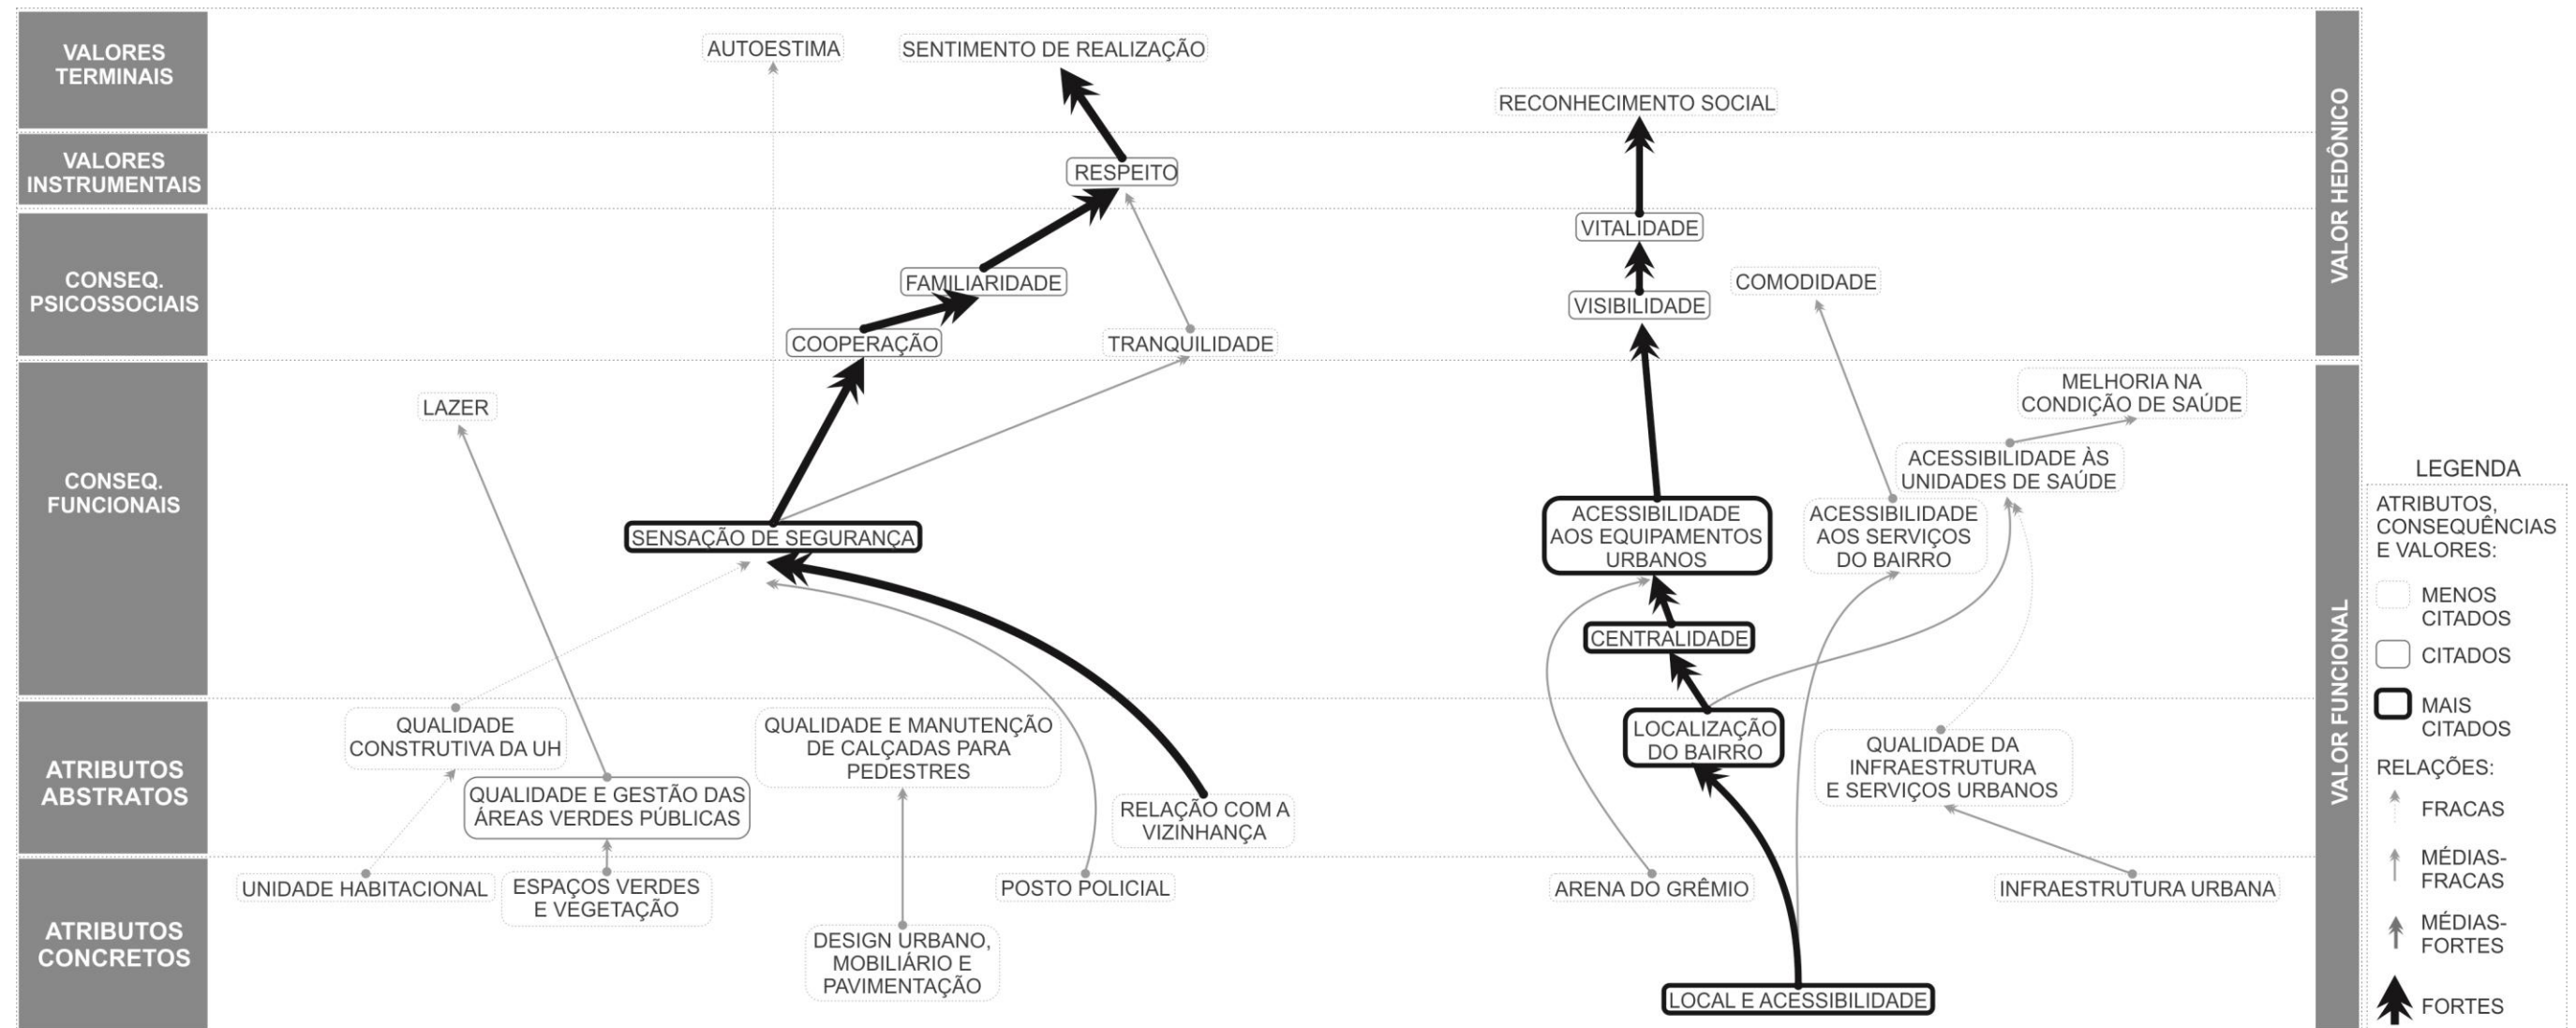 VALORES
TERMINAIS
AUTOESTIMA
SENTIMENTO DE REALIZAÇÃO
RECONHECIMENTO SOCIAL
VALORES
INSTRUMENTAIS
RESPEITO
CONSEQ.
PSICOSSOCIAIS
VITALIDADE
FAMILIARIDADE
VISIBILIDADE
COMODIDADE
COOPERAÇÃO
TRANQUILIDADE
VALOR HEDÔNICO
CONSEQ.
FUNCIONAIS
LAZER
MELHORIA NA
CONDIÇÃO DE SAÚDE
ACESSIBILIDADE ÀS
UNIDADES DE SAÚDE
SENSAÇÃO DE SEGURANÇA
ACESSIBILIDADE
AOS EQUIPAMENTOS
URBANOS
ACESSIBILIDADE
AOS SERVIÇOS
DO BAIRRO
CENTRALIDADE
ATRIBUTOS
ABSTRATOS
QUALIDADE
CONSTRUTIVA DA UH
QUALIDADE E GESTÃO DAS
ÁREAS VERDES PÚBLICAS
QUALIDADE E MANUTENÇÃO
DE CALÇADAS PARA
PEDESTRES
RELAÇÃO COM A
VIZINHANÇA
LOCALIZAÇÃO
DO BAIRRO
QUALIDADE DA
INFRAESTRUTURA
E SERVIÇOS URBANOS
VALOR FUNCIONAL
ATRIBUTOS
CONCRETOS
UNIDADE HABITACIONAL
ESPAÇOS VERDES
E VEGETAÇÃO
DESIGN URBANO,
MOBILIÁRIO E
PAVIMENTAÇÃO
POSTO POLICIAL
ARENA DO GRÊMIO
INFRAESTRUTURA URBANA
LOCAL E ACESSIBILIDADE
LEGENDA
ATRIBUTOS,
CONSEQUÊNCIAS
E VALORES:
MENOS
CITADOS
CITADOS
MAIS
CITADOS
RELAÇÕES:
FRACAS
MÉDIAS-
FRACAS
MÉDIAS-
FORTES
FORTES